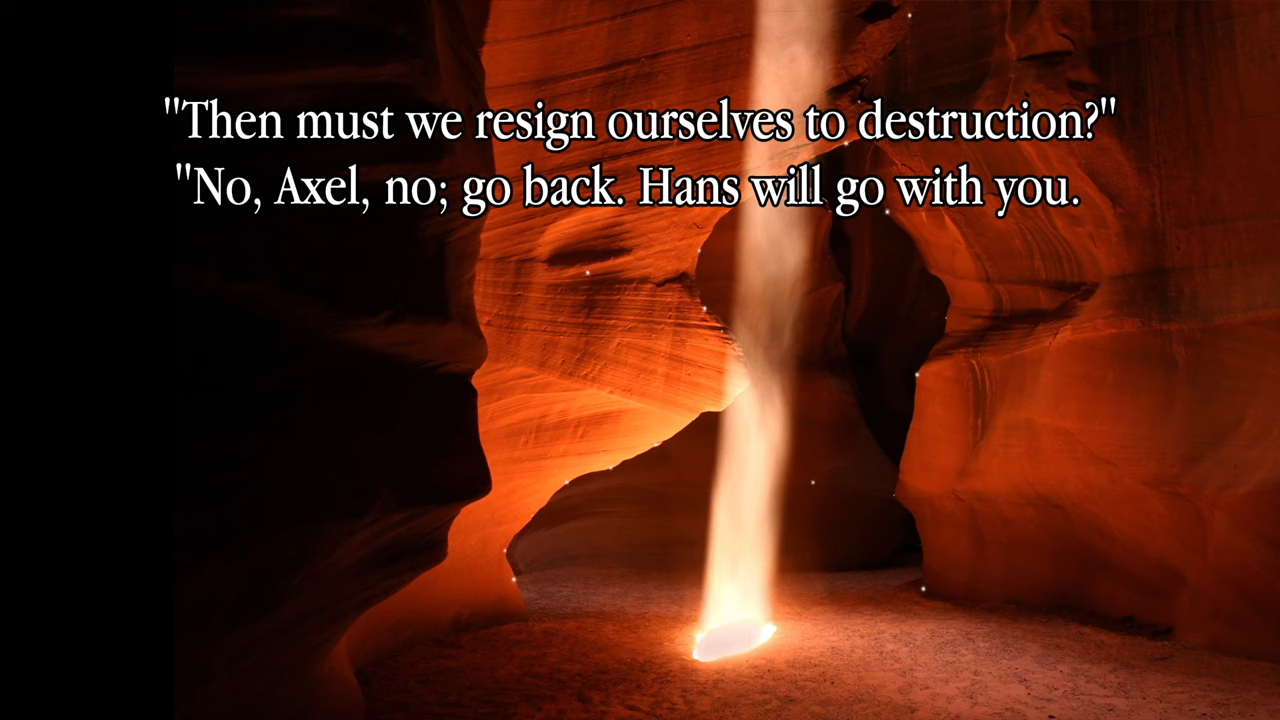 "Then must we resign ourselves to destruction?"
"No, Axel, no; go back. Hans will go with you.